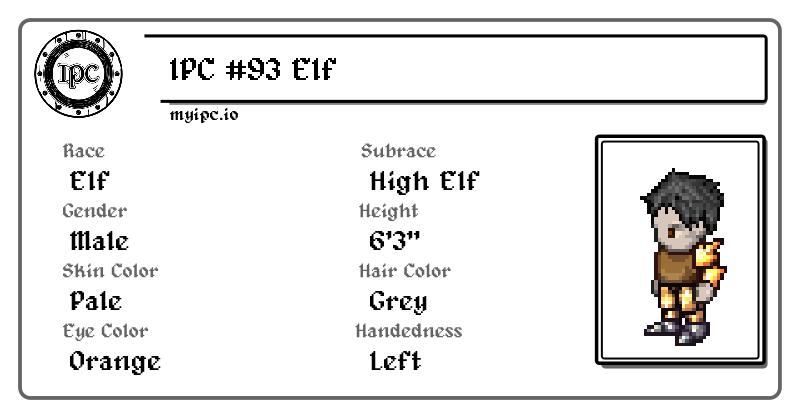 IPC
IPC #93 Elf
myipc.io
Race
Elf
Subrace
High Elf
Gender
Male
Height
6'3"
Skin Color
Pale
Hair Color
Grey
Eye Color
Orange
Handedness
Left